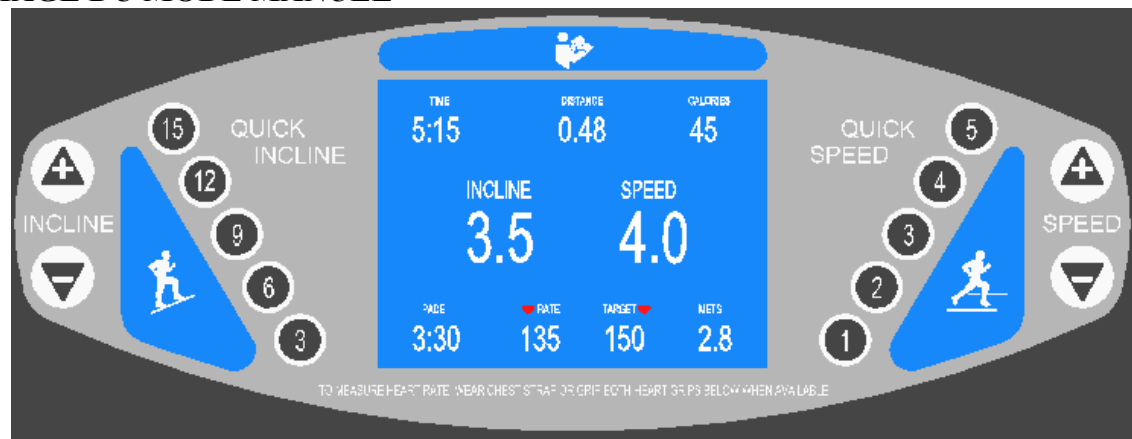 TIME DISTANCE CALORIES
5:15 0.48 45
15 QUICK INCLINE
12
9
6
3
INCLINE
INCLINE SPEED
3.5 4.0
PACE RATE TARGET METS
3:30 135 150 2.8
QUICK SPEED 5
4
3
2
1
SPEED
TO MEASURE HEART RATE, WEAR CHEST STRAP OR GRIP BOTH HEART GRIPS BELOW WHEN AVAILABLE